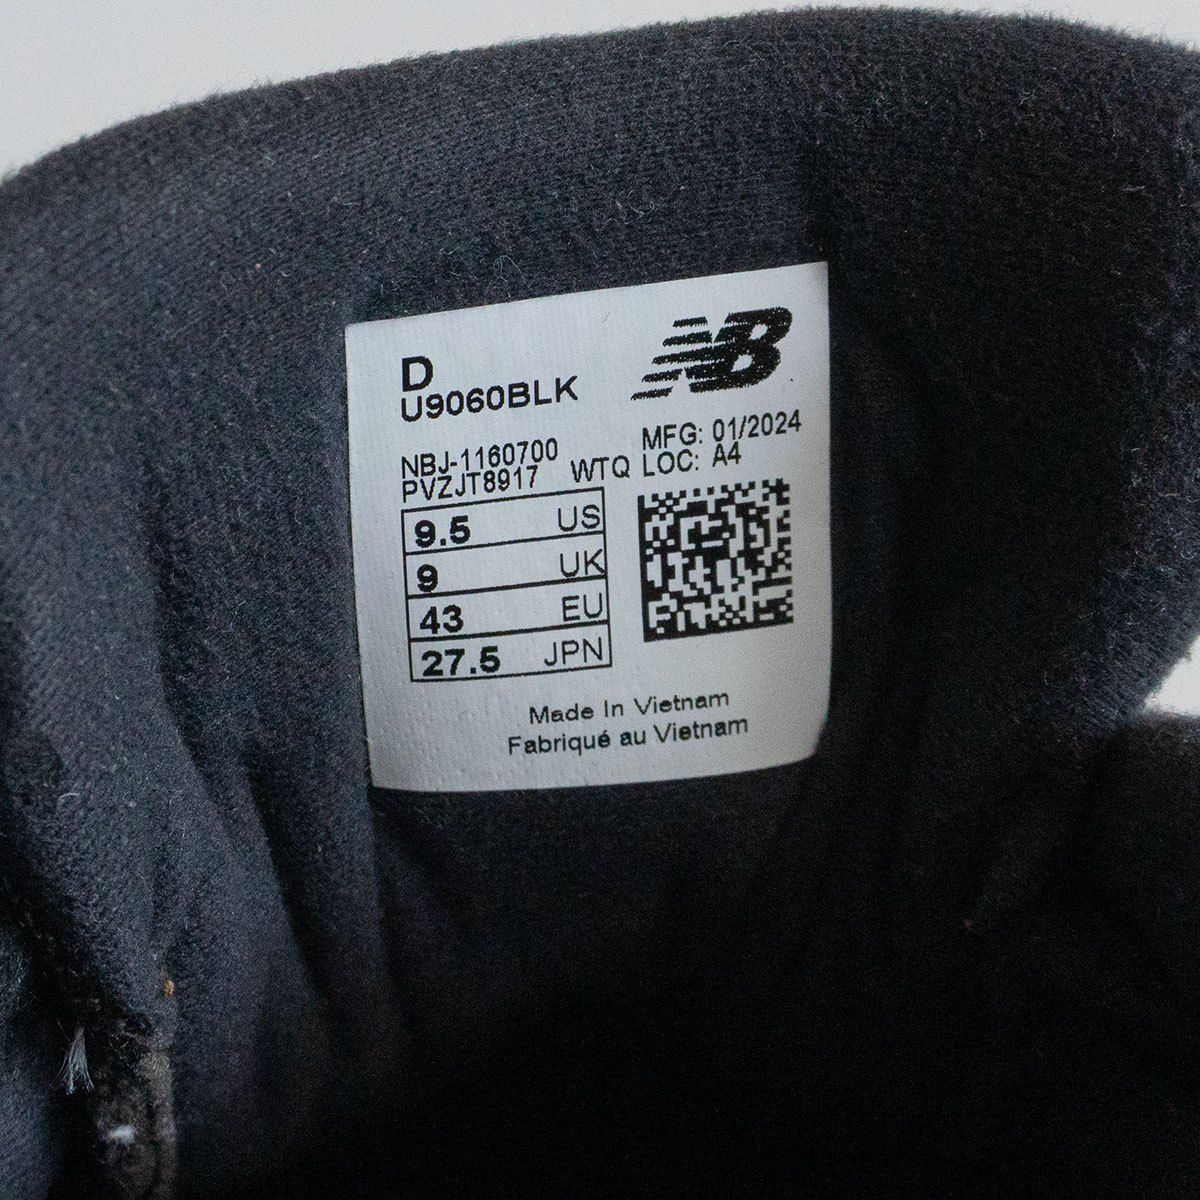 D
NB
U9060BLK
MFG: 01/2024
NBJ-1160700
PVZJT8917 WTQ LOC: A4
9.5 US
9 UK
43 EU
27.5 JPN
Made In Vietnam
Fabriqué au Vietnam